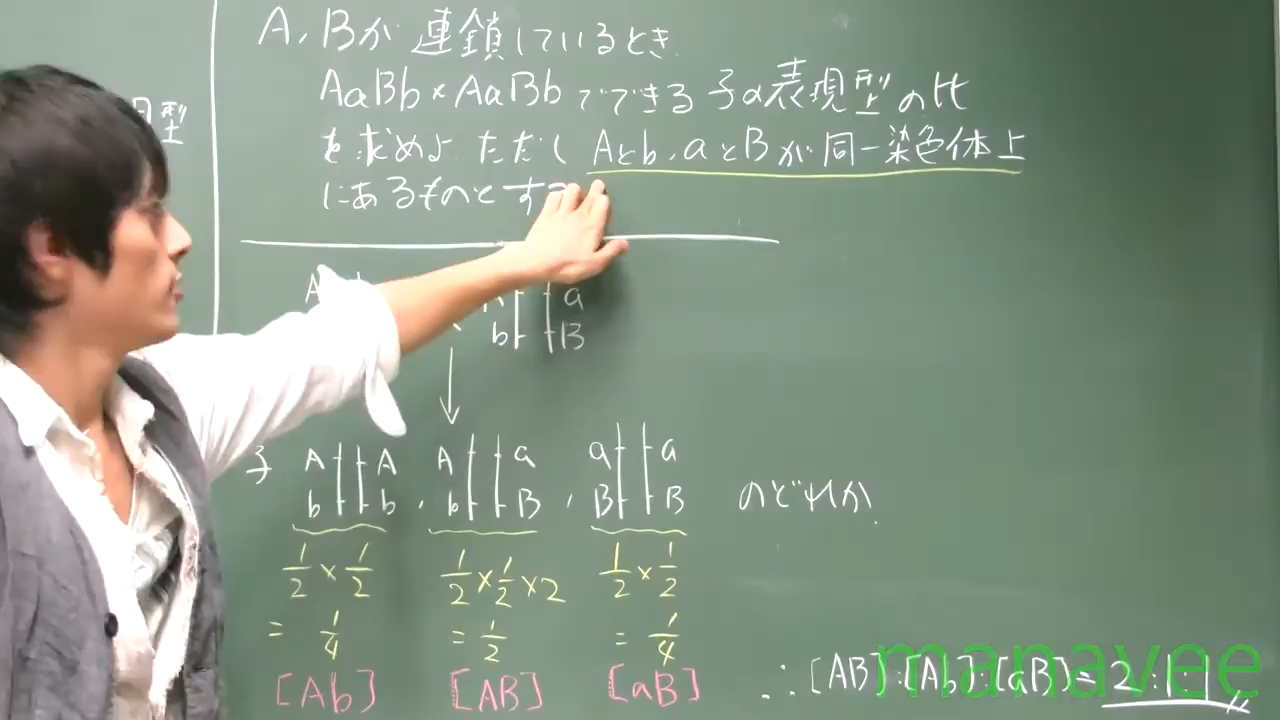 A、Bが連鎖しているとき
AaBb×AaBbでできる子の表現型の比
を求めよ ただし Aとb、aとBが同一染色体上
にあるものとす
型
A a
b B
子 A A A a a a
b b , b B , B B のどれか.
1/2 × 1/2 1/2 × 1/2 × 2 1/2 × 1/2
= 1/4 = 1/2 = 1/4
[Ab] [AB] [aB]
∴ [AB]:[Ab]:[aB] = 2:1:1
manavee